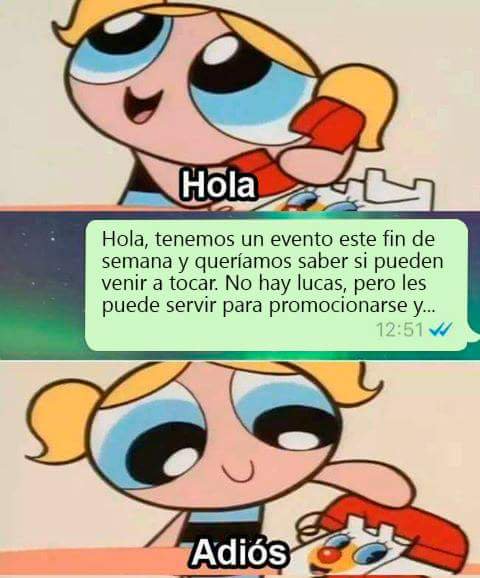 Hola
Hola, tenemos un evento este fin de
semana y queríamos saber si pueden
venir a tocar. No hay lucas, pero les
puede servir para promocionarse y...
12:51
Adiós